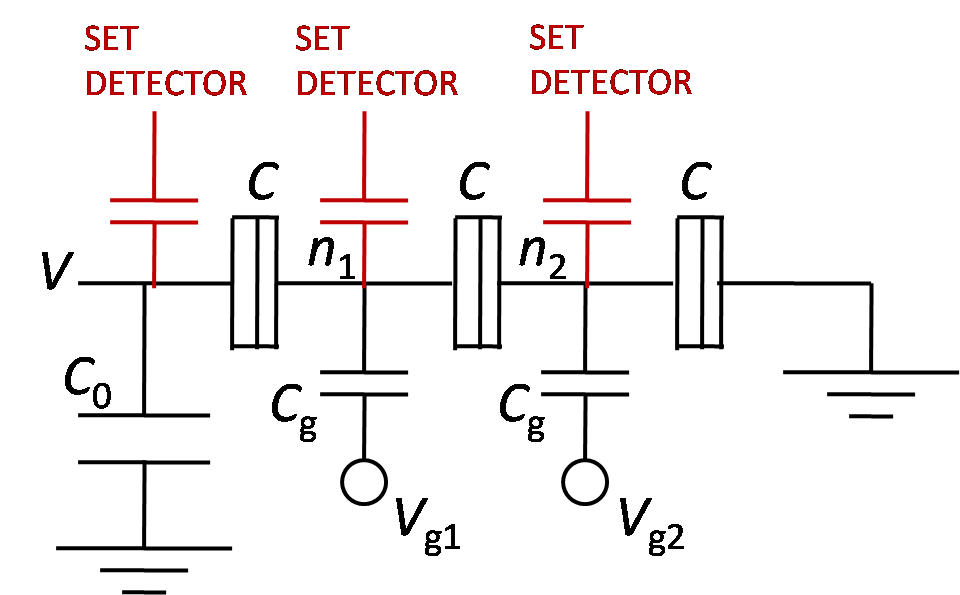 SET
DETECTOR
SET
DETECTOR
SET
DETECTOR
C
C
C
V
n1
n2
C0
Cg
Cg
Vg1
Vg2